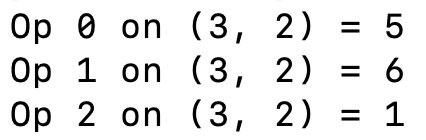 Op 0 on (3, 2) = 5
Op 1 on (3, 2) = 6
Op 2 on (3, 2) = 1